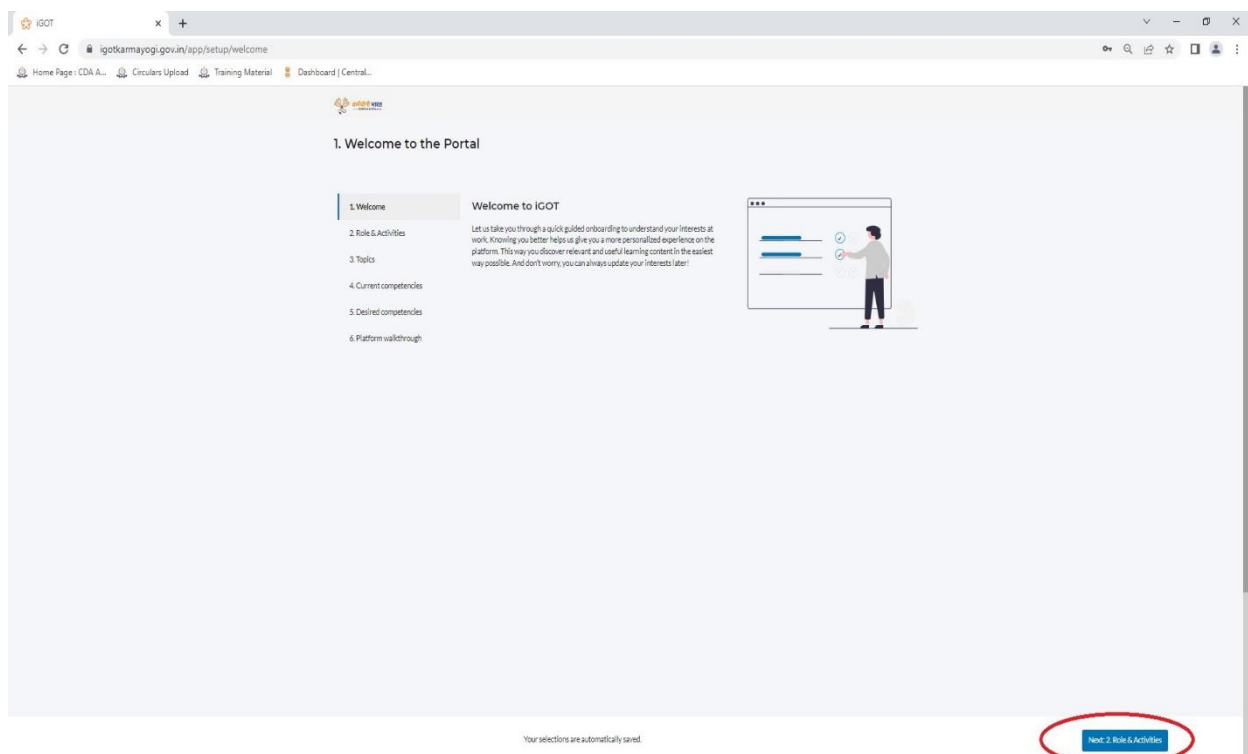 iGOT
igotkarmayogi.gov.in/app/setup/welcome
Home Page : CDA A... Circulars Upload Training Material Dashboard | Central...
कर्मयोगी भारत
1. Welcome to the Portal
1. Welcome
2. Role & Activities
3. Topics
4. Current competencies
5. Desired competencies
6. Platform walkthrough
Welcome to iGOT
Let us take you through a quick guided onboarding to understand your interests at
work. Knowing you better helps us give you a more personalized experience on the
platform. This way you discover relevant and useful learning content in the easiest
way possible. And don't worry, you can always update your interests later!
Your selections are automatically saved.
Next: 2. Role & Activities